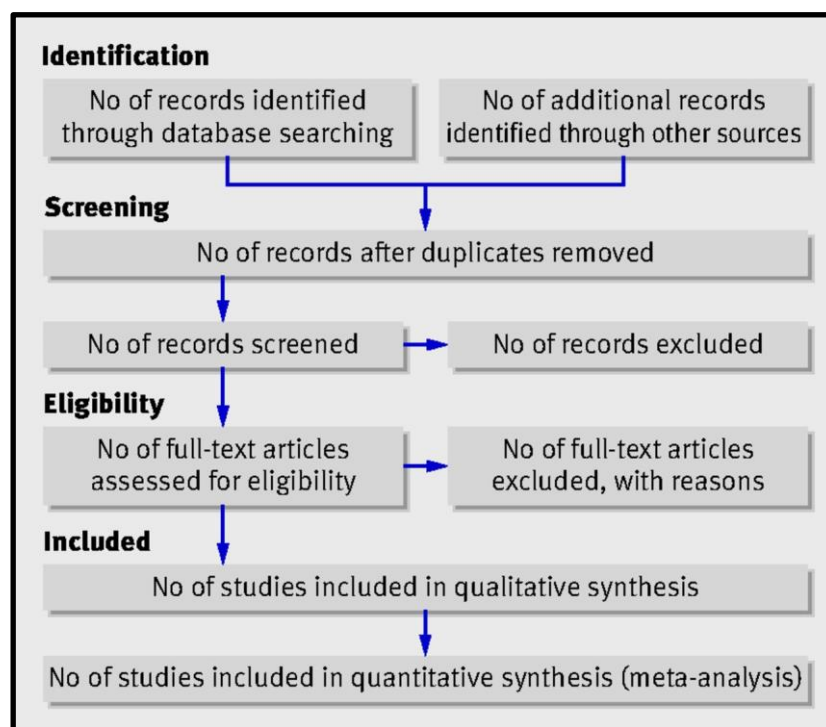 Identification
No of records identified
through database searching
No of additional records
identified through other sources
Screening
No of records after duplicates removed
No of records screened
No of records excluded
Eligibility
No of full-text articles
assessed for eligibility
No of full-text articles
excluded, with reasons
Included
No of studies included in qualitative synthesis
No of studies included in quantitative synthesis (meta-analysis)